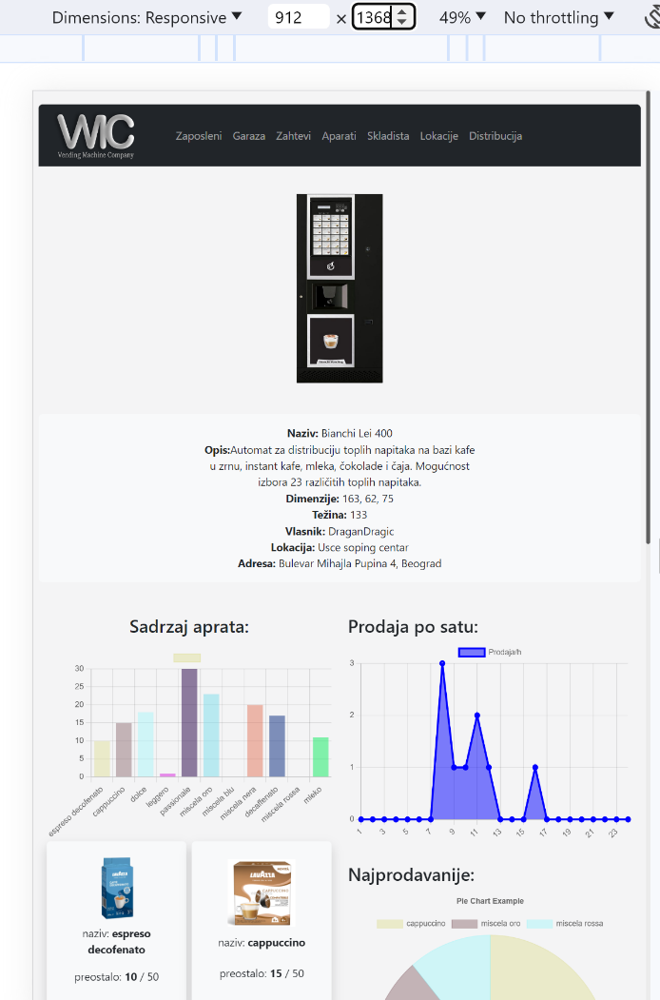 Dimensions: Responsive ▼ 912 × 1368 49% ▼ No throttling ▼
WIC
Vending Machine Company
Zaposleni Garaza Zahtevi Aparati Skladista Lokacije Distribucija
Naziv: Bianchi Lei 400
Opis:Automat za distribuciju toplih napitaka na bazi kafe
u zrnu, instant kafe, mleka, čokolade i čaja. Mogućnost
izbora 23 različitih toplih napitaka.
Dimenzije: 163, 62, 75
Težina: 133
Vlasnik: DraganDragic
Lokacija: Usce soping centar
Adresa: Bulevar Mihajla Pupina 4, Beograd
Sadrzaj aprata:
30
25
20
15
10
5
0
espreso decofenato
cappuccino
dolce
leggero
passionale
miscela oro
miscela blu
miscela nera
decaffenato
miscela rossa
mleko
LAVAZZA
naziv: espreso
decofenato
preostalo: 10 / 50
LAVAZZA
CAPPUCCINO
naziv: cappuccino
preostalo: 15 / 50
Prodaja po satu:
Prodaja/h
3
2
1
0
1 3 5 7 9 11 13 15 17 19 21 23
Najprodavanije:
Pie Chart Example
cappuccino miscela oro miscela rossa